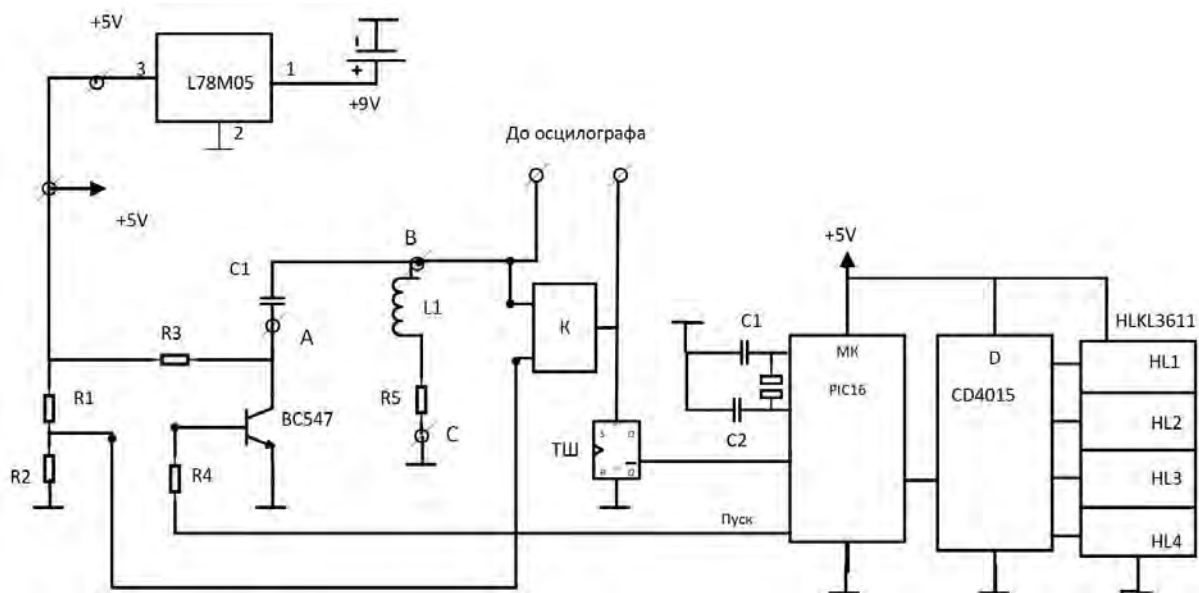 +5V
L78M05
3
1
2
+9V
До осцилографа
+5V
B
C1
L1
A
R3
K
R1
R5
BC547
C
R2
R4
ТШ
Пуск
+5V
C1
C2
МК
PIC16
D
CD4015
HLKL3611
HL1
HL2
HL3
HL4